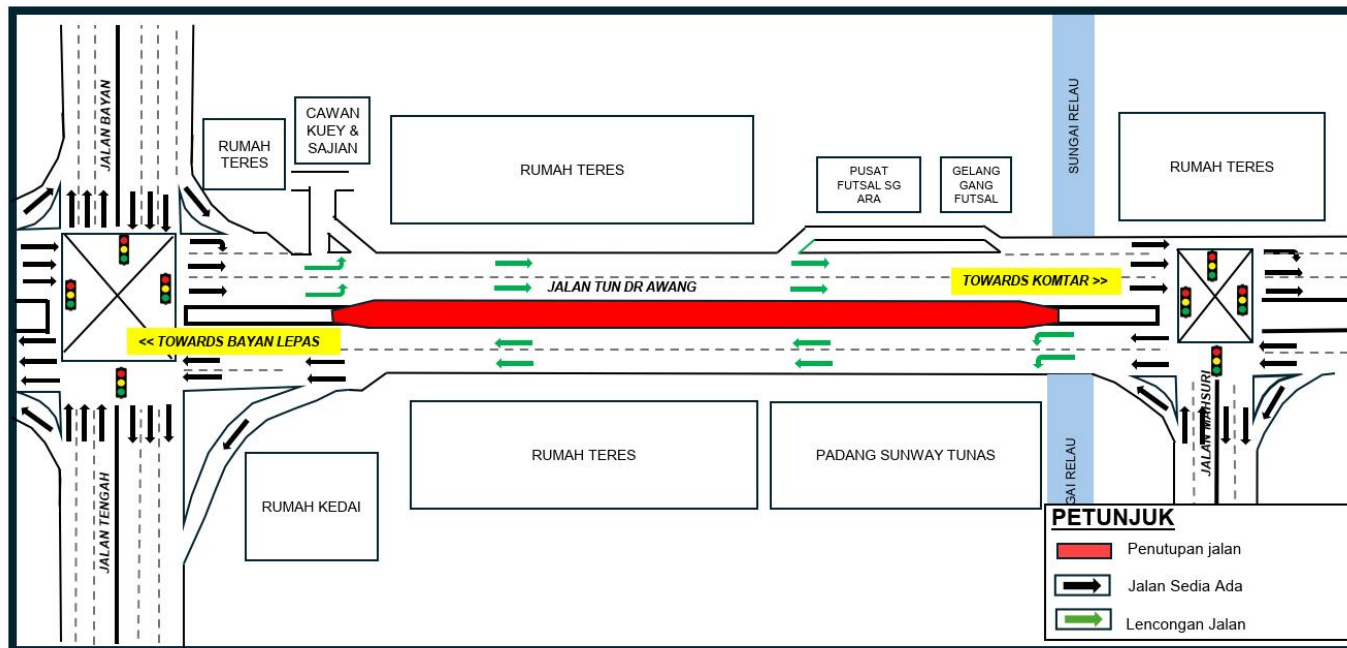 JALAN BAYAN
RUMAH
TERES
CAWAN
KUEY &
SAJIAN
RUMAH TERES
PUSAT
FUTSAL SG
ARA
GELANG
GANG
FUTSAL
SUNGAI RELAU
RUMAH
TERES
JALAN TUN DR AWANG
TOWARDS KOMTAR >>
<< TOWARDS BAYAN LEPAS
JALAN TENGAH
RUMAH KEDAI
RUMAH TERES
PADANG SUNWAY TUNAS
GAI RELAU
JALAN MAHSURI
PETUNJUK
Penutupan jalan
Jalan Sedia Ada
Lencongan Jalan